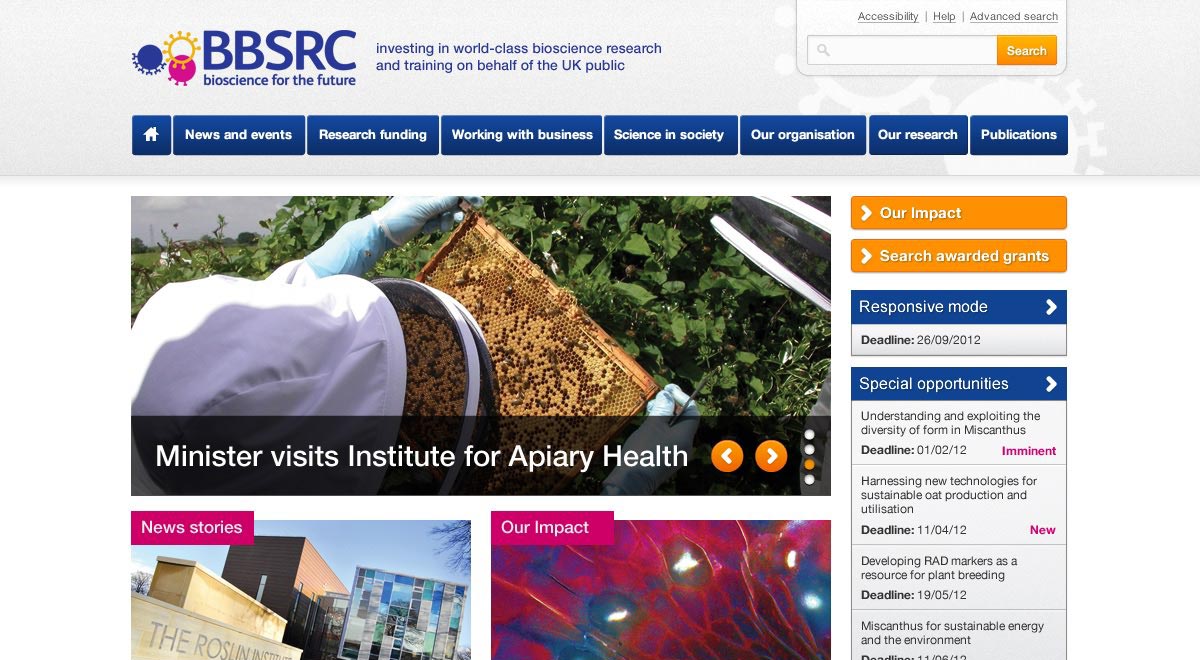 Accessibility | Help | Advanced search
BBSRC
bioscience for the future
investing in world-class bioscience research
and training on behalf of the UK public
Search
News and events
Research funding
Working with business
Science in society
Our organisation
Our research
Publications
Minister visits Institute for Apiary Health
News stories
THE ROSLIN INSTITUTE
Our Impact
Our Impact
Search awarded grants
Responsive mode
Deadline: 26/09/2012
Special opportunities
Understanding and exploiting the
diversity of form in Miscanthus
Deadline: 01/02/12 Imminent
Harnessing new technologies for
sustainable oat production and
utilisation
Deadline: 11/04/12 New
Developing RAD markers as a
resource for plant breeding
Deadline: 19/05/12
Miscanthus for sustainable energy
and the environment
Deadline: 11/06/12